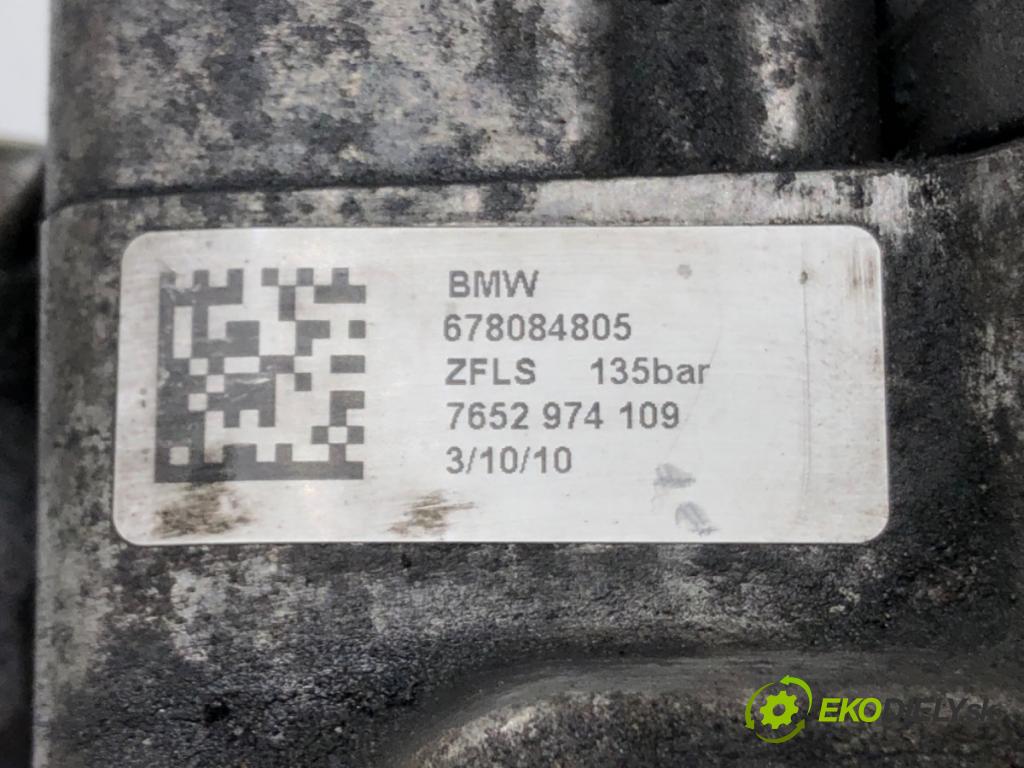 BMW
678084805
ZFLS 135bar
7652 974 109
3/10/10
EKODIELY.sk